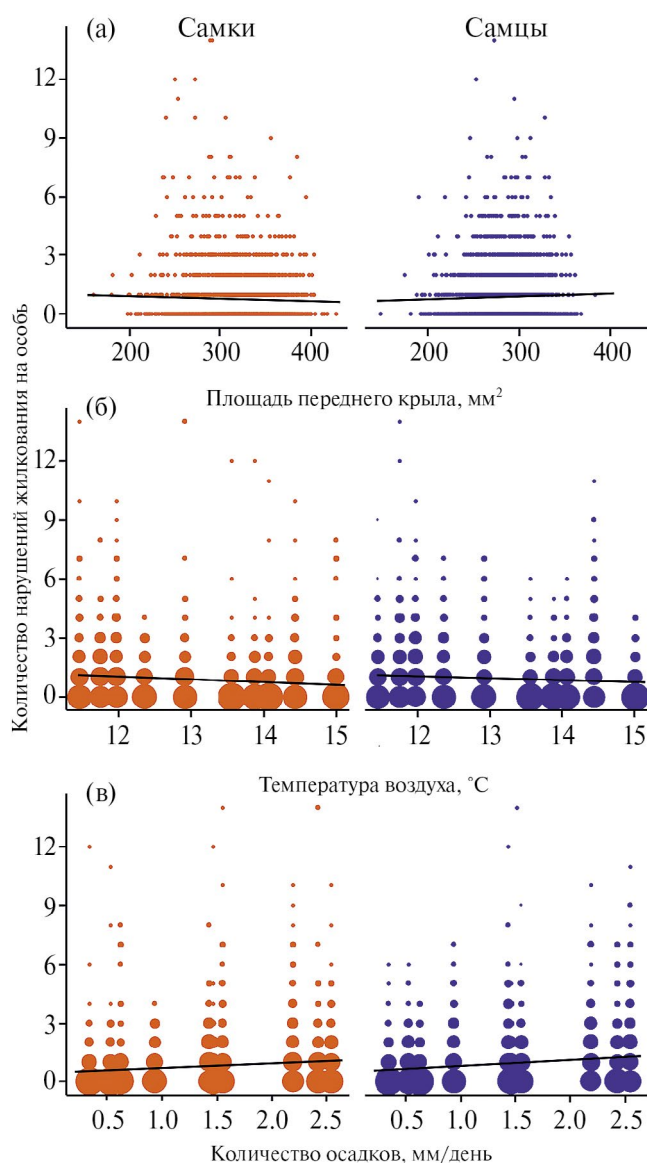 (а) Самки Самцы
12
9
6
3
0
200 300 400 200 300 400
Площадь переднего крыла, мм²
Количество нарушений жилкования на особь
(б)
12
9
6
3
0
12 13 14 15 12 13 14 15
Температура воздуха, °C
(в)
12
9
6
3
0
0.5 1.0 1.5 2.0 2.5 0.5 1.0 1.5 2.0 2.5
Количество осадков, мм/день